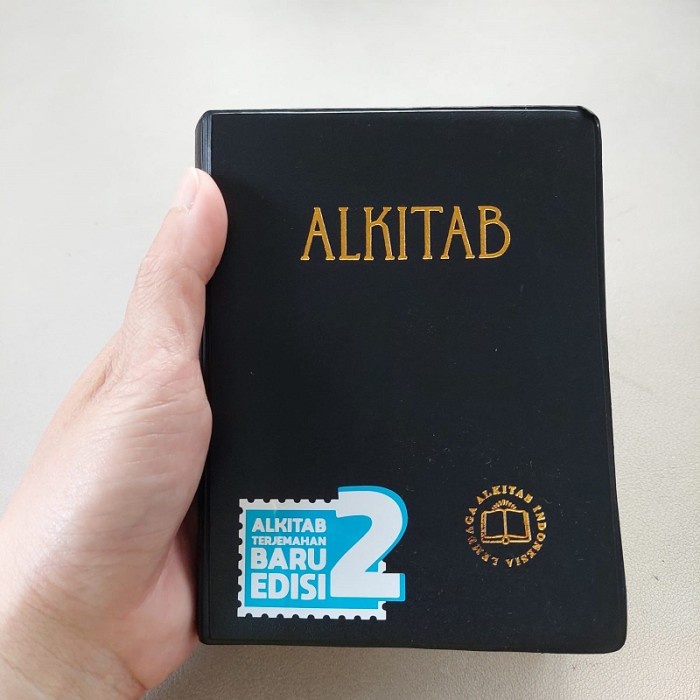 ALKITAB
ALKITAB
TERJEMAHAN
BARU
EDISI
2
LEMBAGA ALKITAB INDONESIA